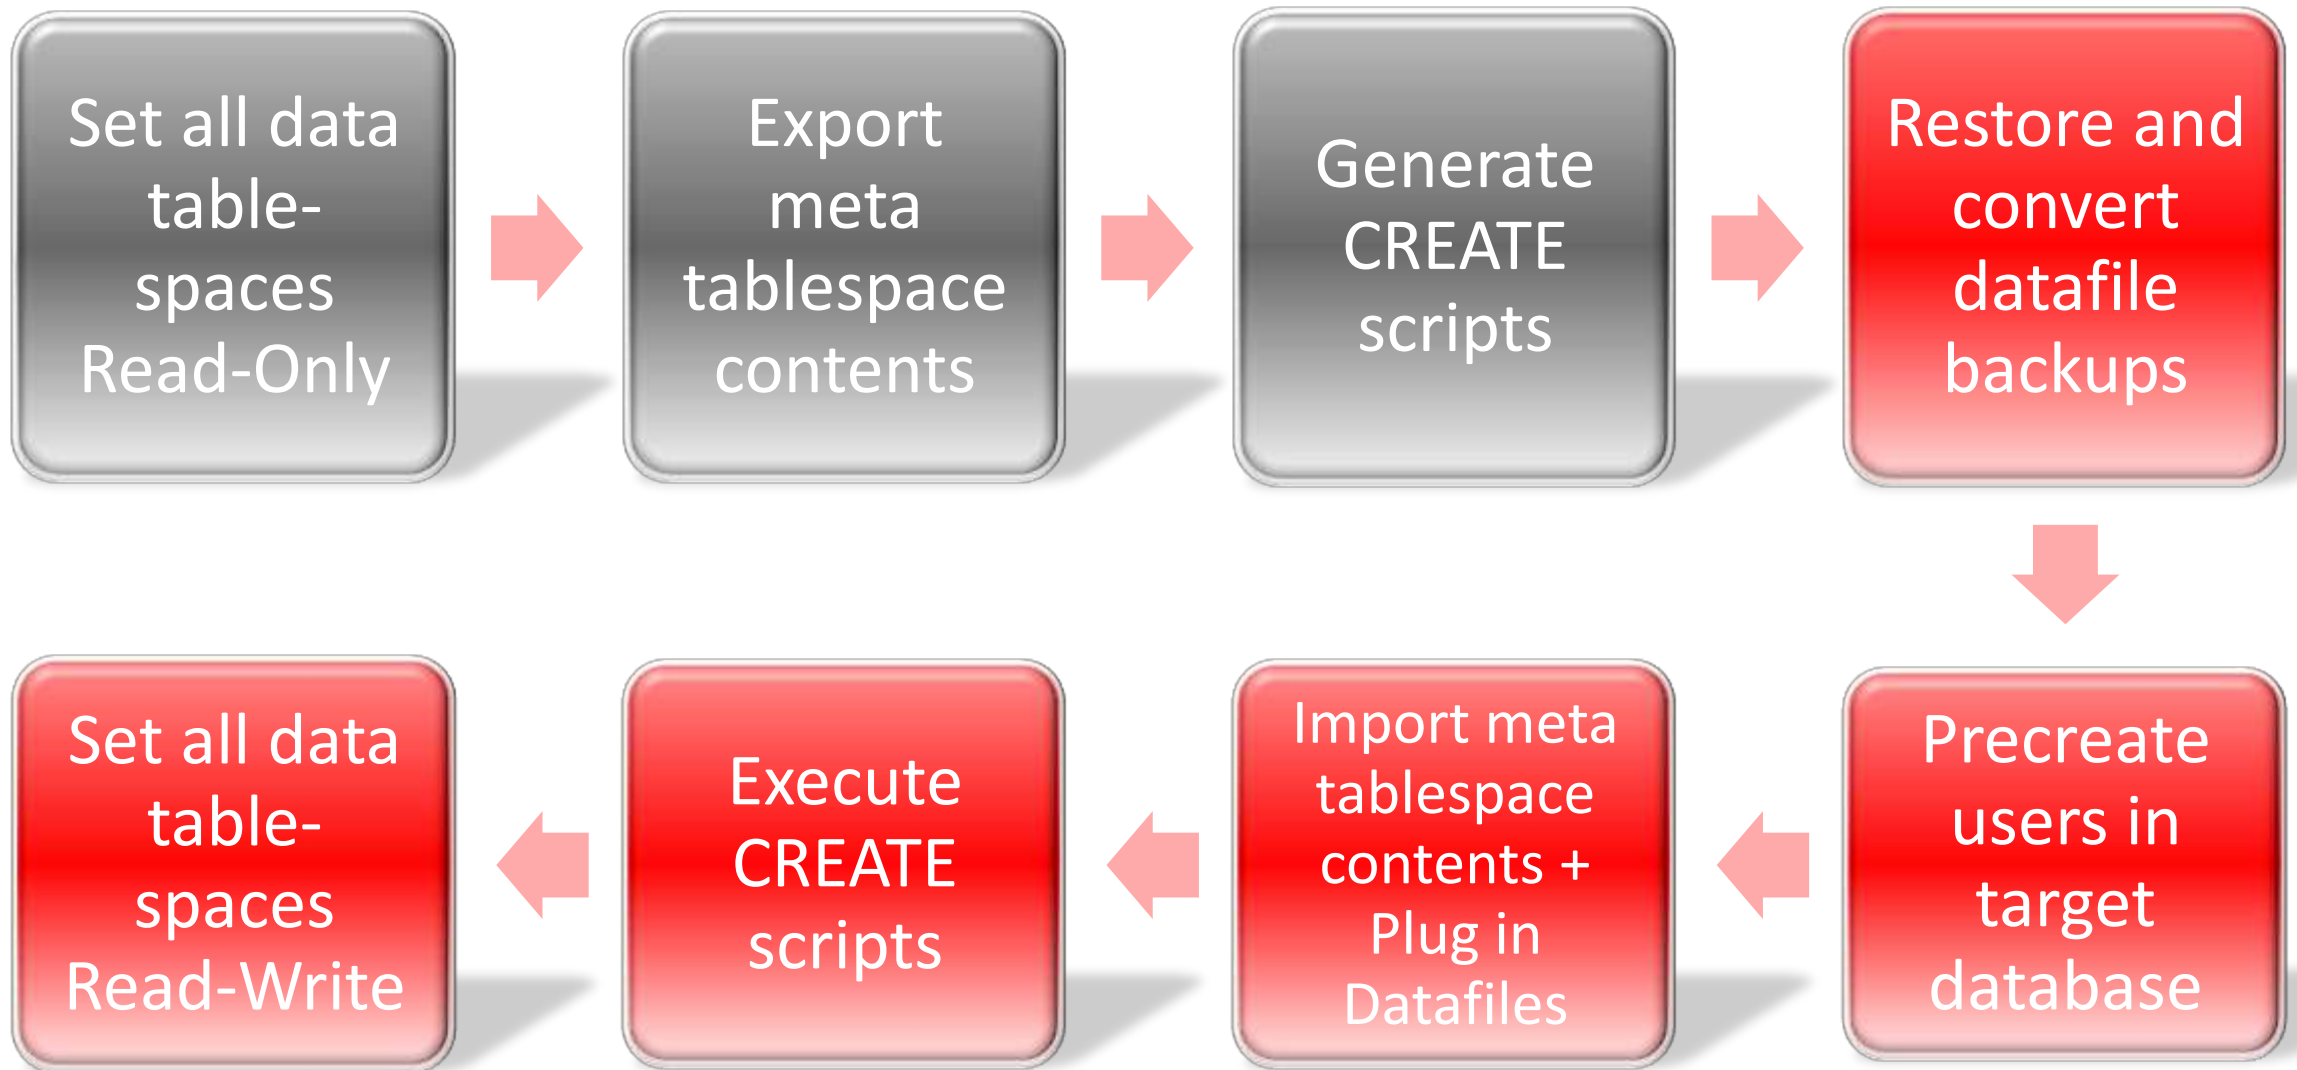 Set all data
table-
spaces
Read-Only
Export
meta
tablespace
contents
Generate
CREATE
scripts
Restore and
convert
datafile
backups
Precreate
users in
target
database
Import meta
tablespace
contents +
Plug in
Datafiles
Execute
CREATE
scripts
Set all data
table-
spaces
Read-Write